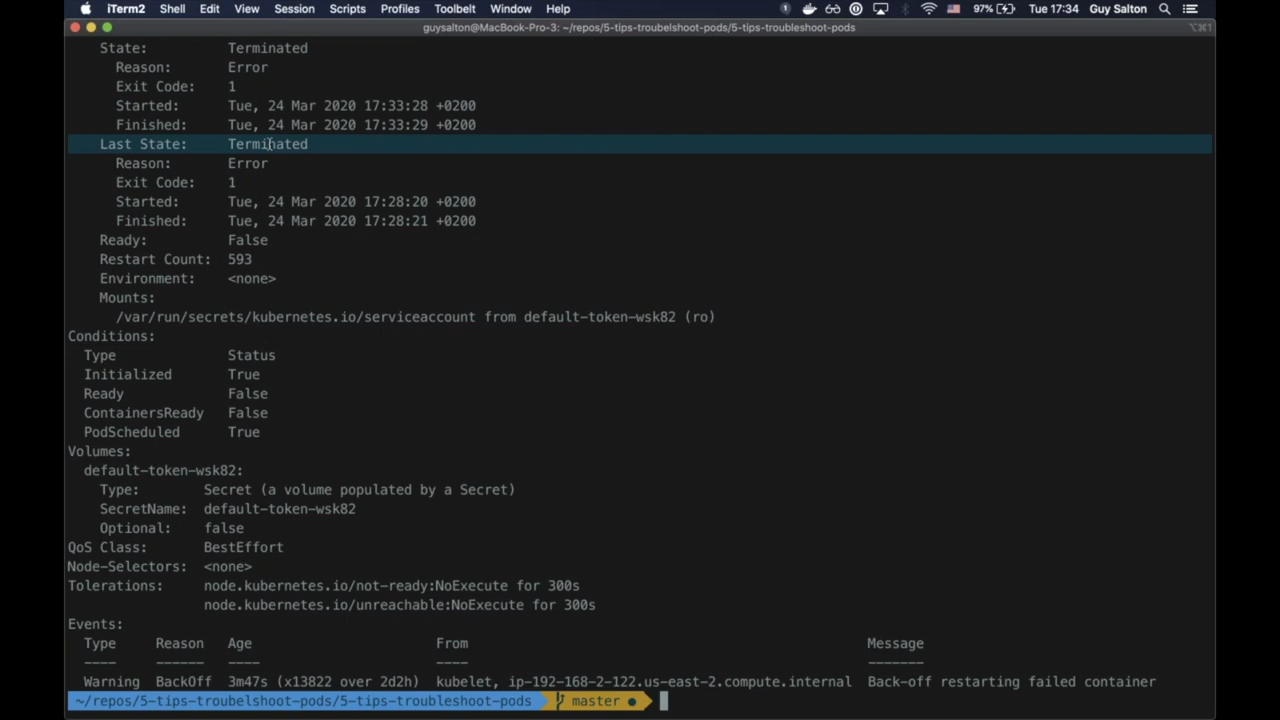 iTerm2 Shell Edit View Session Scripts Profiles Toolbelt Window Help 97% Tue 17:34 Guy Salton
guysalton@MacBook-Pro-3: ~/repos/5-tips-troubelshoot-pods/5-tips-troubleshoot-pods ⌥⌘1
State: Terminated
Reason: Error
Exit Code: 1
Started: Tue, 24 Mar 2020 17:33:28 +0200
Finished: Tue, 24 Mar 2020 17:33:29 +0200
Last State: Terminated
Reason: Error
Exit Code: 1
Started: Tue, 24 Mar 2020 17:28:20 +0200
Finished: Tue, 24 Mar 2020 17:28:21 +0200
Ready: False
Restart Count: 593
Environment: <none>
Mounts:
/var/run/secrets/kubernetes.io/serviceaccount from default-token-wsk82 (ro)
Conditions:
Type Status
Initialized True
Ready False
ContainersReady False
PodScheduled True
Volumes:
default-token-wsk82:
Type: Secret (a volume populated by a Secret)
SecretName: default-token-wsk82
Optional: false
QoS Class: BestEffort
Node-Selectors: <none>
Tolerations: node.kubernetes.io/not-ready:NoExecute for 300s
node.kubernetes.io/unreachable:NoExecute for 300s
Events:
Type Reason Age From Message
---- ------ ---- ---- -------
Warning BackOff 3m47s (x13822 over 2d2h) kubelet, ip-192-168-2-122.us-east-2.compute.internal Back-off restarting failed container
~/repos/5-tips-troubelshoot-pods/5-tips-troubleshoot-pods master ●